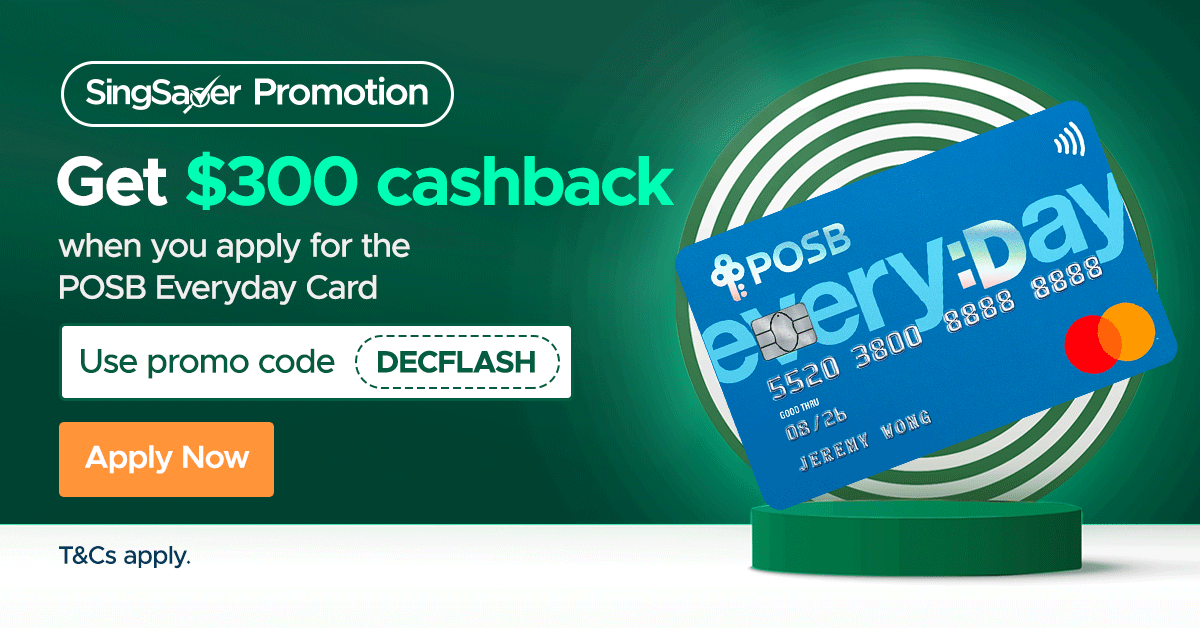 SingSaver Promotion
Get $300 cashback
when you apply for the
POSB Everyday Card
Use promo code DECFLASH
Apply Now
T&Cs apply.
POSB
every:Day
5520 3800 8888 8888
GOOD THRU
08/26
JEREMY WONG